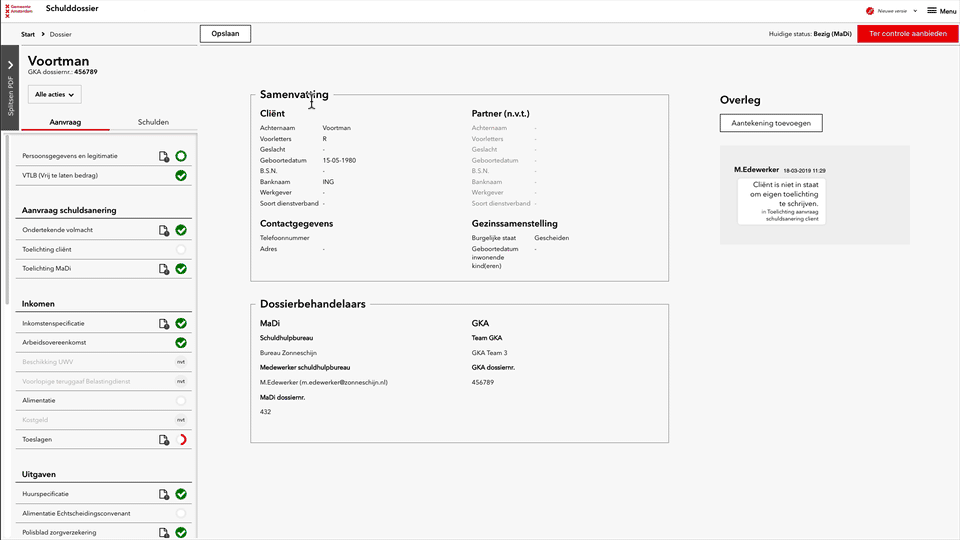 Gemeente
Amsterdam
Schulddossier
Nieuwe versie
Menu
Start
Dossier
Opslaan
Huidige status: Bezig (MaDi)
Ter controle aanbieden
Splitsen PDF
Voortman
GKA dossiernr.: 456789
Alle acties
Aanvraag
Schulden
Persoonsgegevens en legitimatie
VTLB (Vrij te laten bedrag)
Aanvraag schuldsanering
Ondertekende volmacht
Toelichting cliënt
Toelichting MaDi
Inkomen
Inkomstenspecificatie
Arbeidsovereenkomst
Beschikking UWV nvt
Voorlopige teruggaaf Belastingdienst nvt
Alimentatie
Kostgeld nvt
Toeslagen
Uitgaven
Huurspecificatie
Alimentatie Echtscheidingsconvenant
Polisblad zorgverzekering
Samenvatting
Cliënt
Achternaam Voortman
Voorletters R
Geslacht -
Geboortedatum 15-05-1980
B.S.N. -
Banknaam ING
Werkgever -
Soort dienstverband -
Partner (n.v.t.)
Achternaam -
Voorletters -
Geslacht -
Geboortedatum -
B.S.N. -
Banknaam -
Werkgever -
Soort dienstverband -
Contactgegevens
Telefoonnummer
Adres -
Gezinssamenstelling
Burgelijke staat Gescheiden
Geboortedatum -
inwonende
kind(eren)
Dossierbehandelaars
MaDi
Schuldhulpbureau
Bureau Zonneschijn
Medewerker schuldhulpbureau
M.Edewerker (m.edewerker@zonneschijn.nl)
MaDi dossiernr.
432
GKA
Team GKA
GKA Team 3
GKA dossiernr.
456789
Overleg
Aantekening toevoegen
M.Edewerker 18-03-2019 11:29
Cliënt is niet in staat
om eigen toelichting
te schrijven.
in Toelichting aanvraag
schuldsanering client